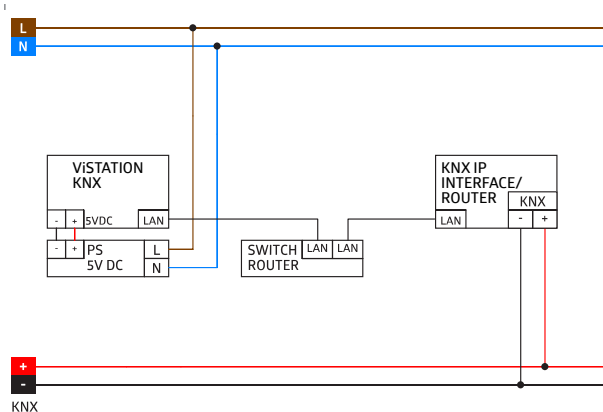 L
N
ViSTATION
KNX
- + 5VDC LAN
- + PS L
5V DC N
SWITCH LAN LAN
ROUTER
KNX IP
INTERFACE/
ROUTER KNX
LAN - +
+
-
KNX